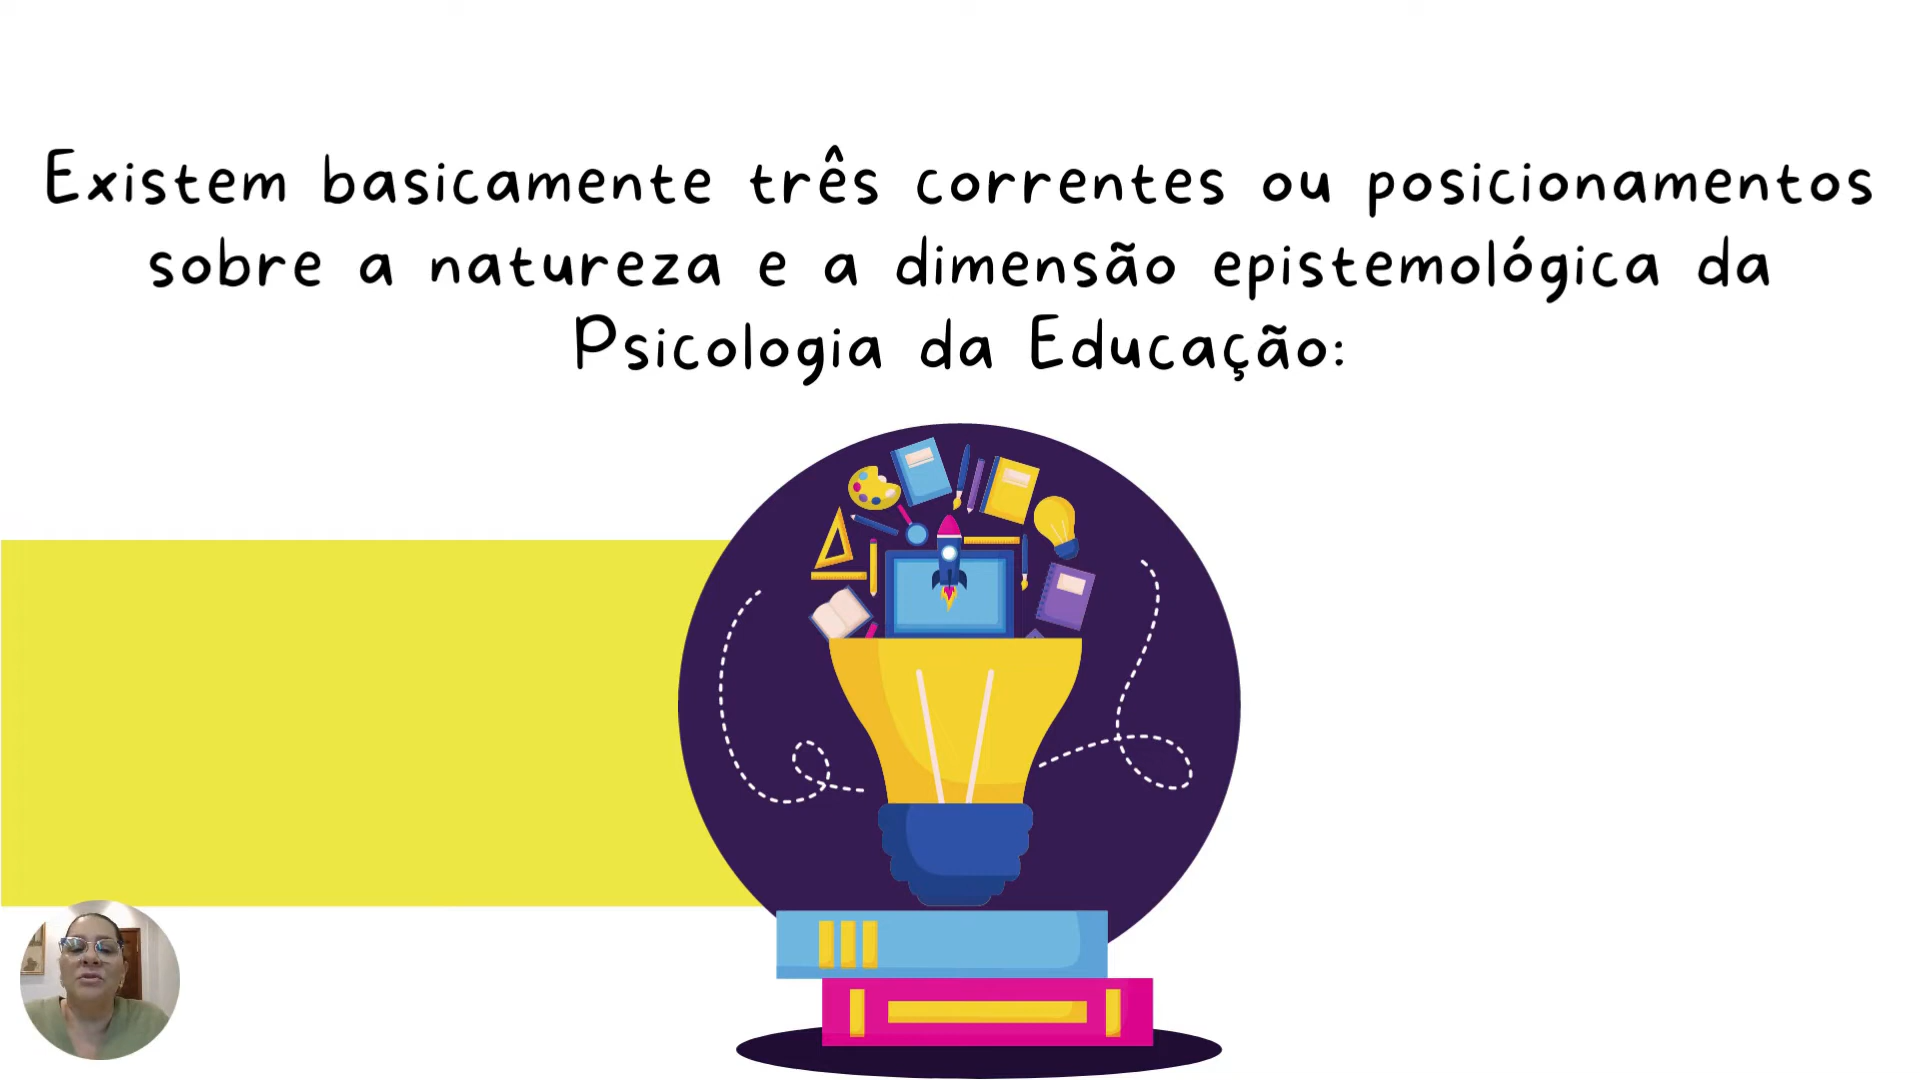 Existem basicamente três correntes ou posicionamentos
sobre a natureza e a dimensão epistemológica da
Psicologia da Educação: